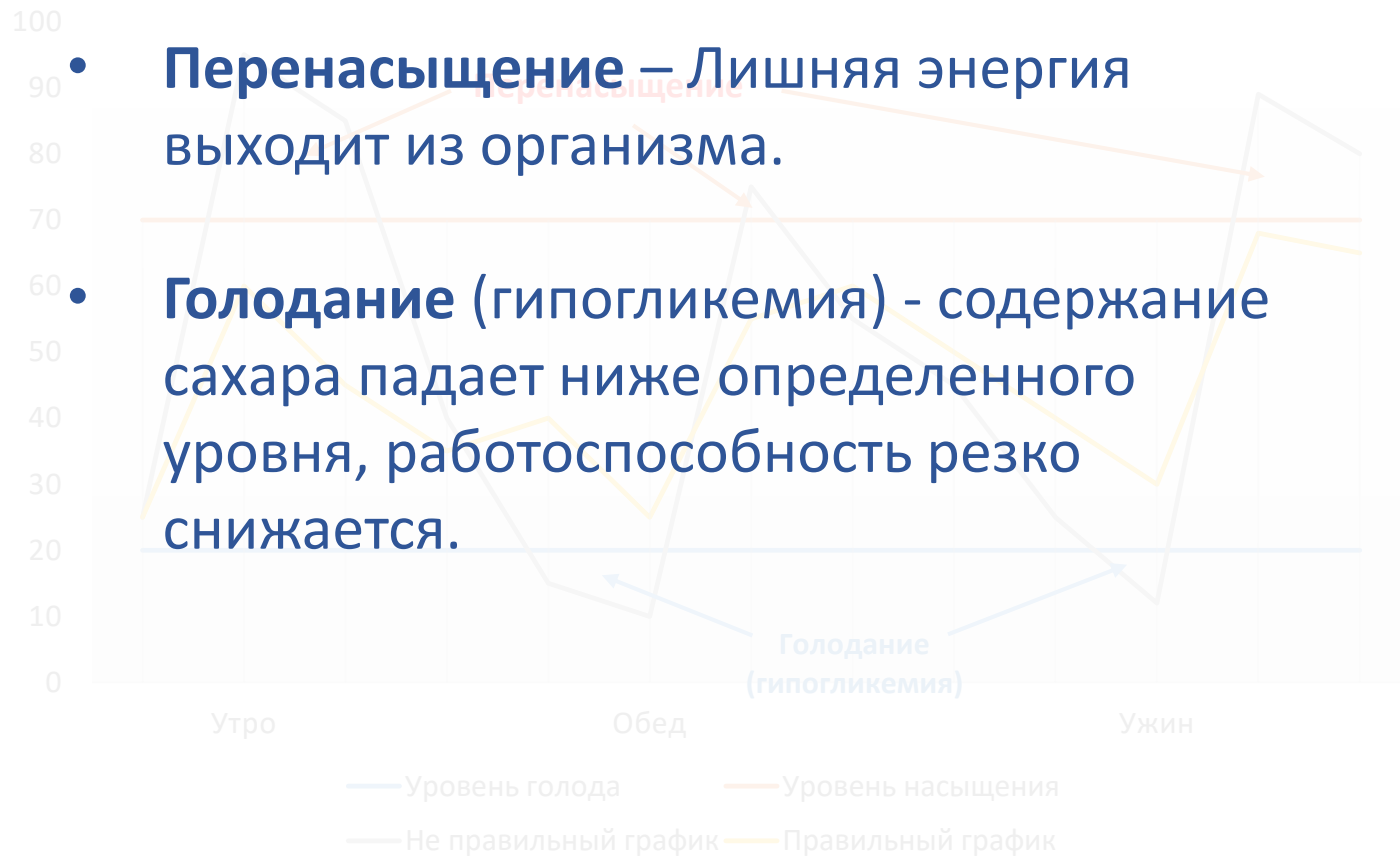 • Перенасыщение – Лишняя энергия
выходит из организма.
• Голодание (гипогликемия) - содержание
сахара падает ниже определенного
уровня, работоспособность резко
снижается.
100
90
80
70
60
50
40
30
20
10
0
Перенасыщение
Голодание
(гипогликемия)
Утро Обед Ужин
Уровень голода Уровень насыщения
Не правильный график Правильный график